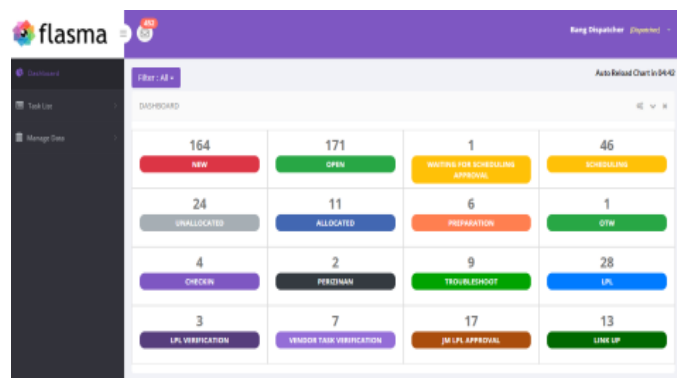 flasma
492
Bang Dispatcher (Dispatcher)
Dashboard
Filter : All
Auto Reload Chart in 04:42
Task List
DASHBOARD
Manage Data
164 171 1 46
NEW OPEN WAITING FOR SCHEDULING APPROVAL SCHEDULING
24 11 6 1
UNALLOCATED ALLOCATED PREPARATION OTW
4 2 9 28
CHECKIN PERIZINAN TROUBLESHOOT LPL
3 7 17 13
LPL VERIFICATION VENDOR TASK VERIFICATION JM LPL APPROVAL LINK UP